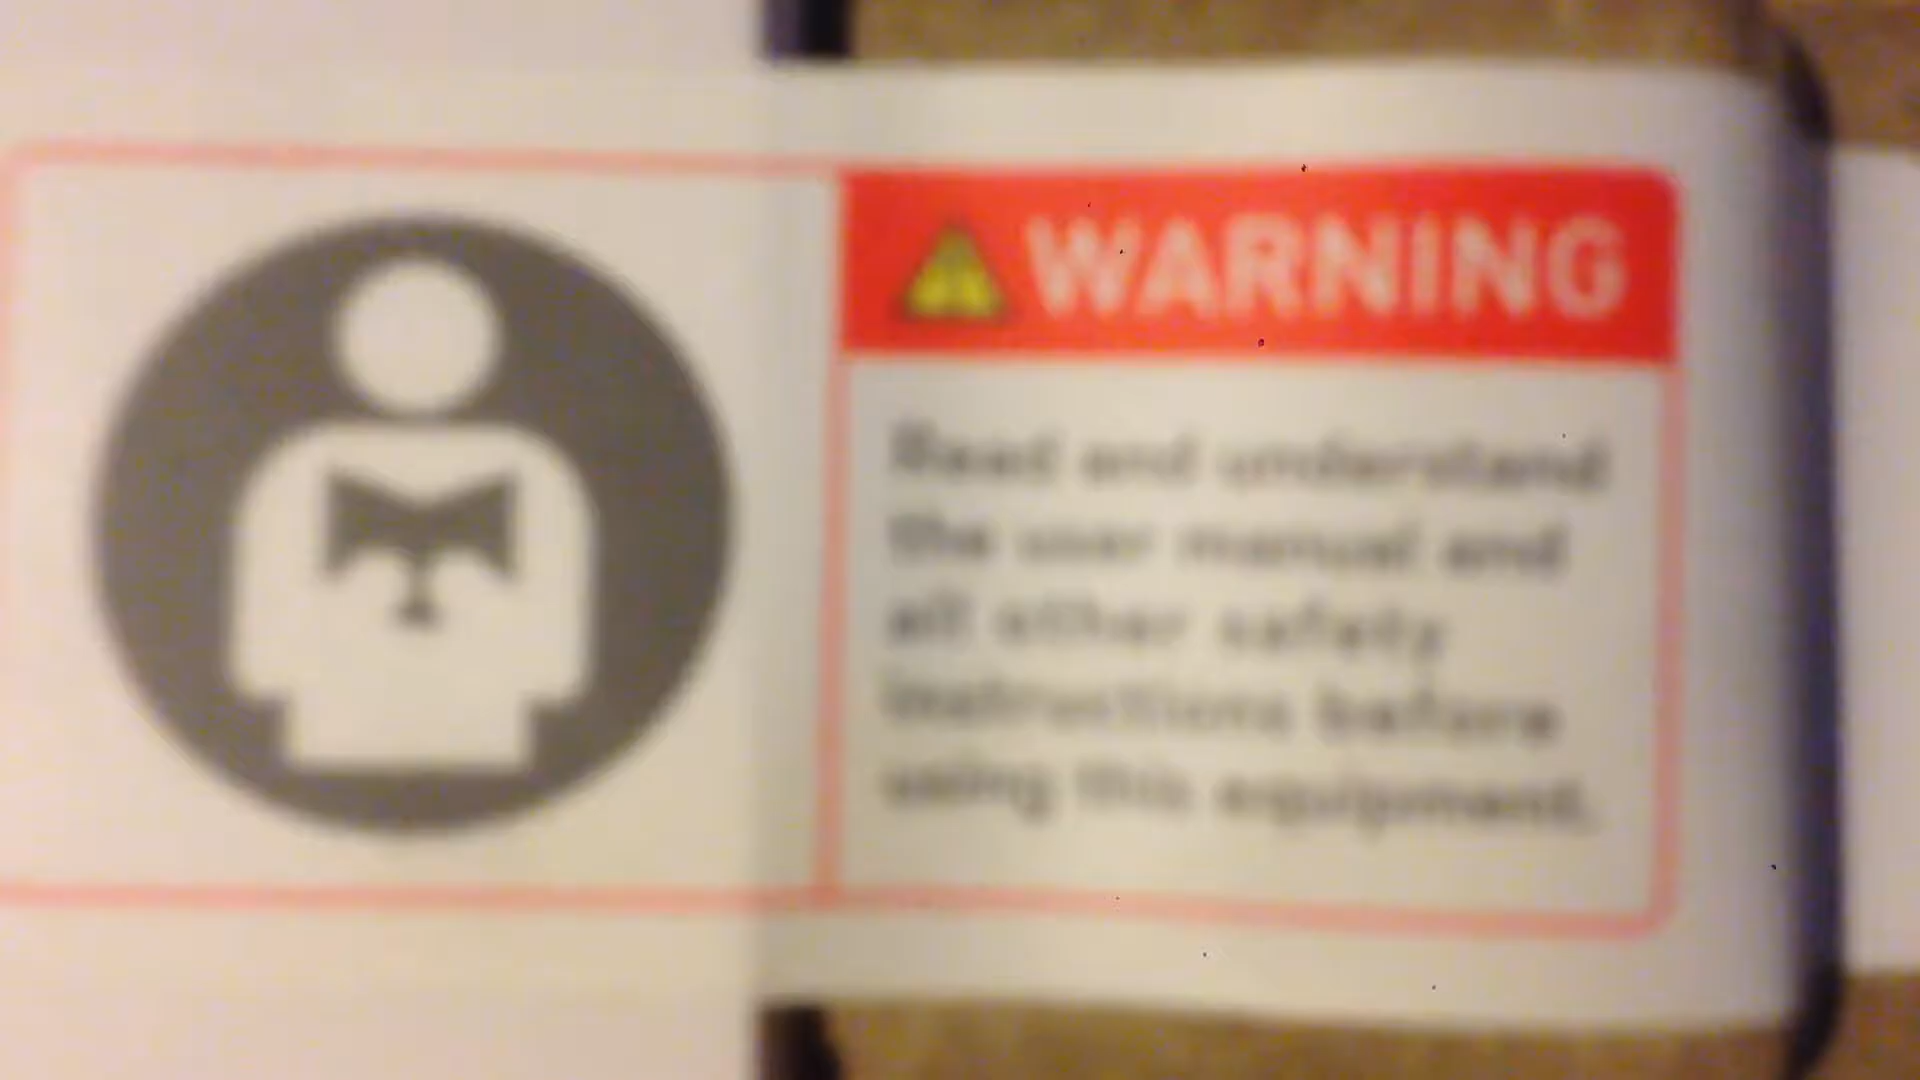 WARNING
Read and understand
the user manual and
all other safety
instructions before
using this equipment.